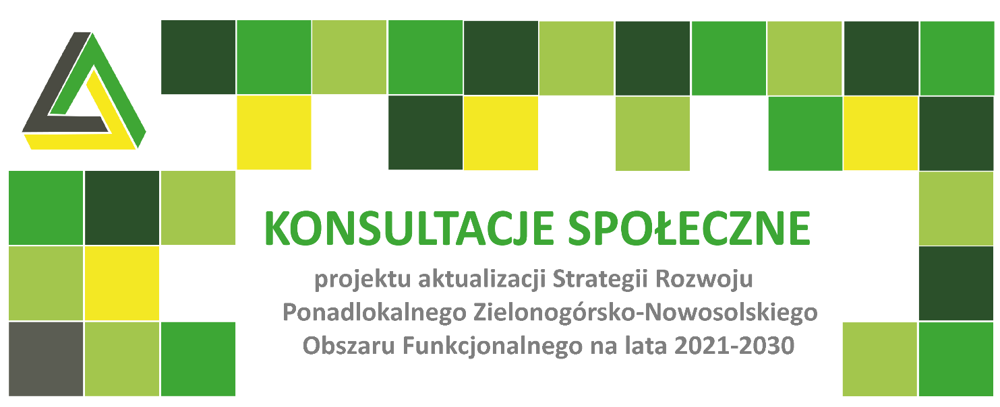 KONSULTACJE SPOŁECZNE
projektu aktualizacji Strategii Rozwoju
Ponadlokalnego Zielonogórsko-Nowosolskiego
Obszaru Funkcjonalnego na lata 2021-2030